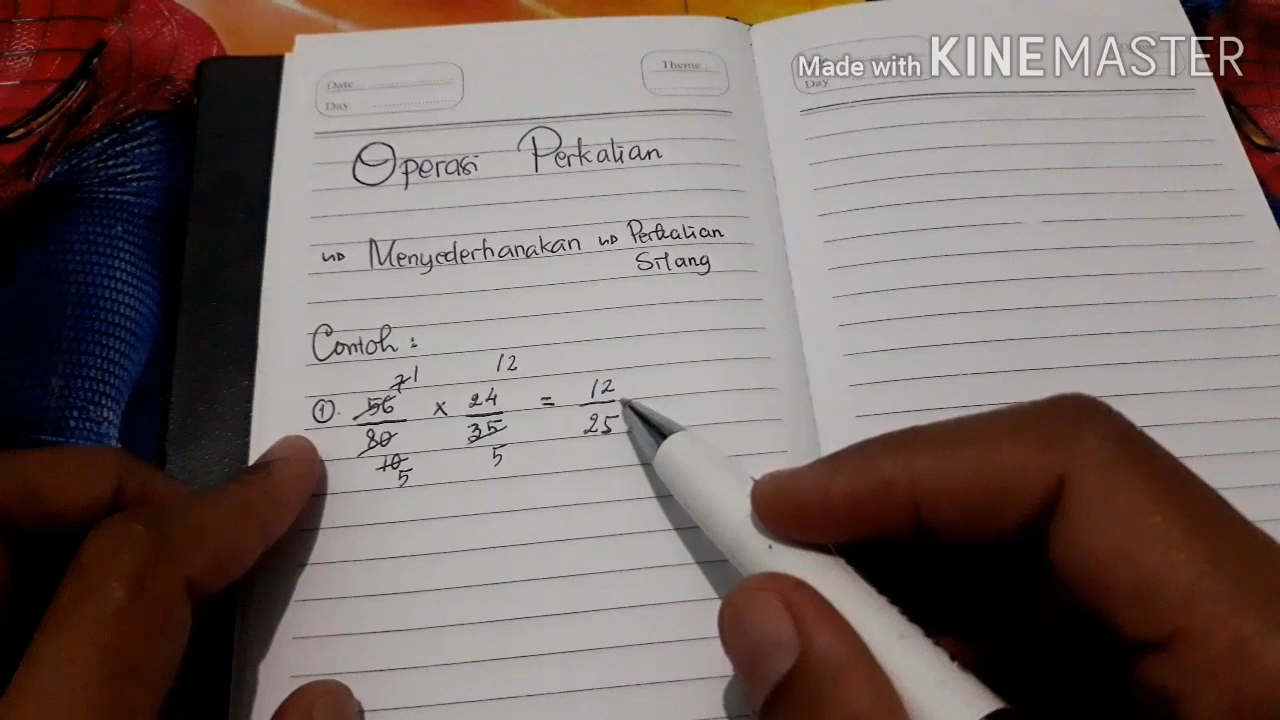 Made with KINEMASTER
Date
Day
Theme :
Day
Operasi Perkalian
Menyederhanakan Perkalian
Silang
Contoh :
7 1 12
1. 56 x 24 = 12
80 35 25
10 5
5